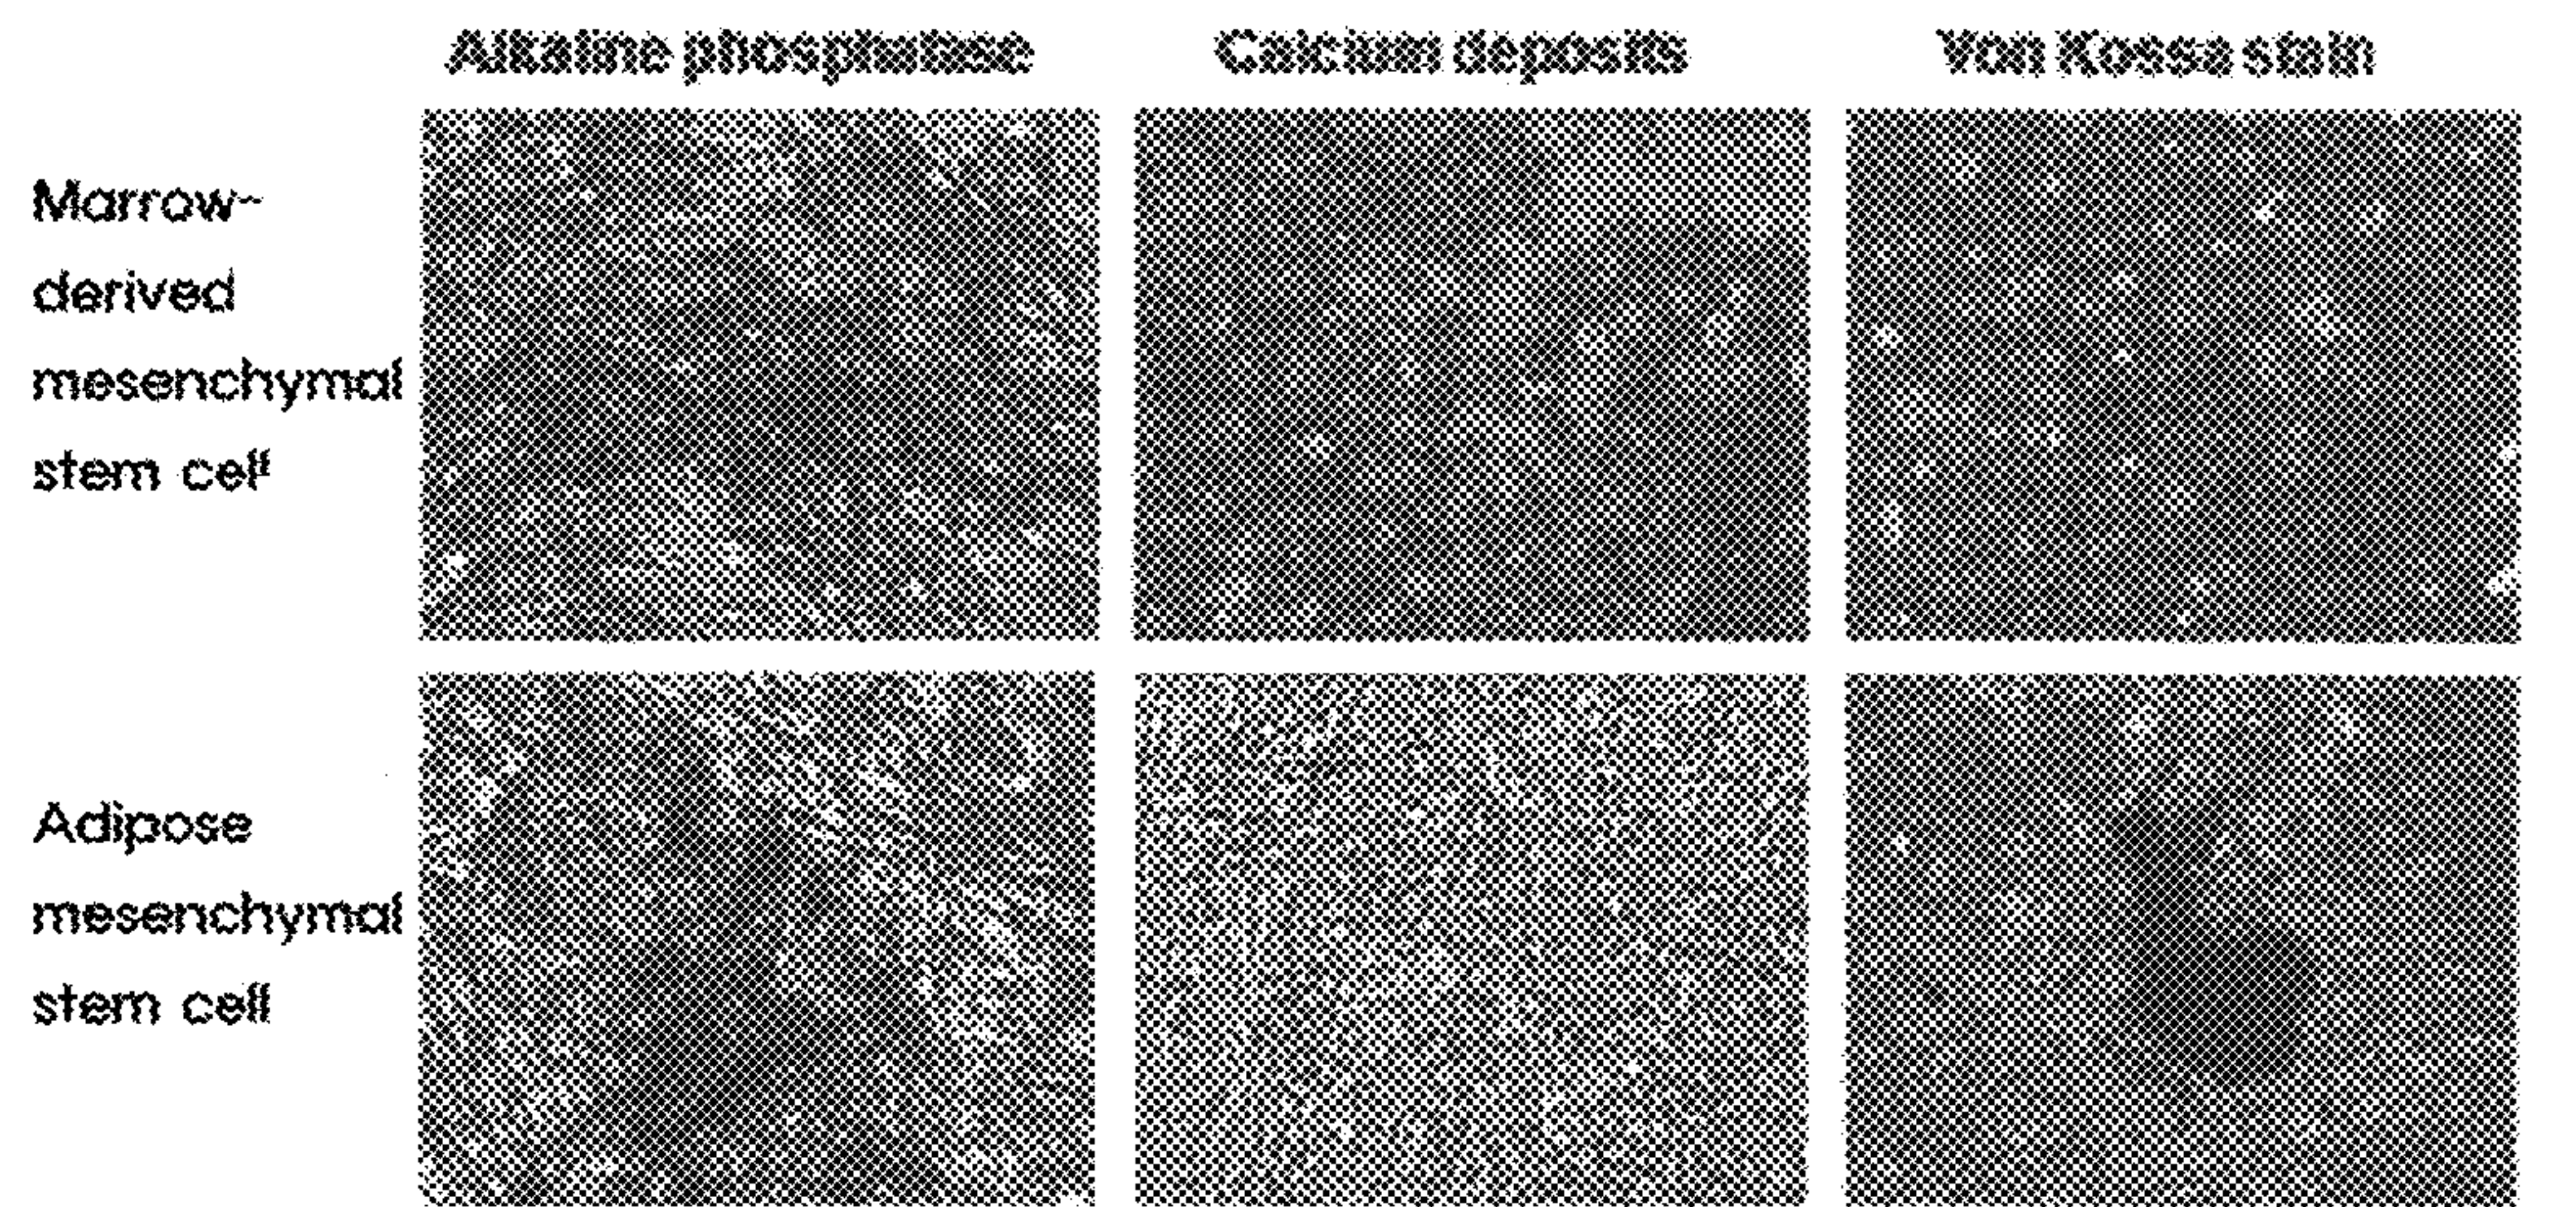 Alkaline phosphatase Calcium deposits Von Kossa stain
Marrow-
derived
mesenchymal
stem cell
Adipose
mesenchymal
stem cell